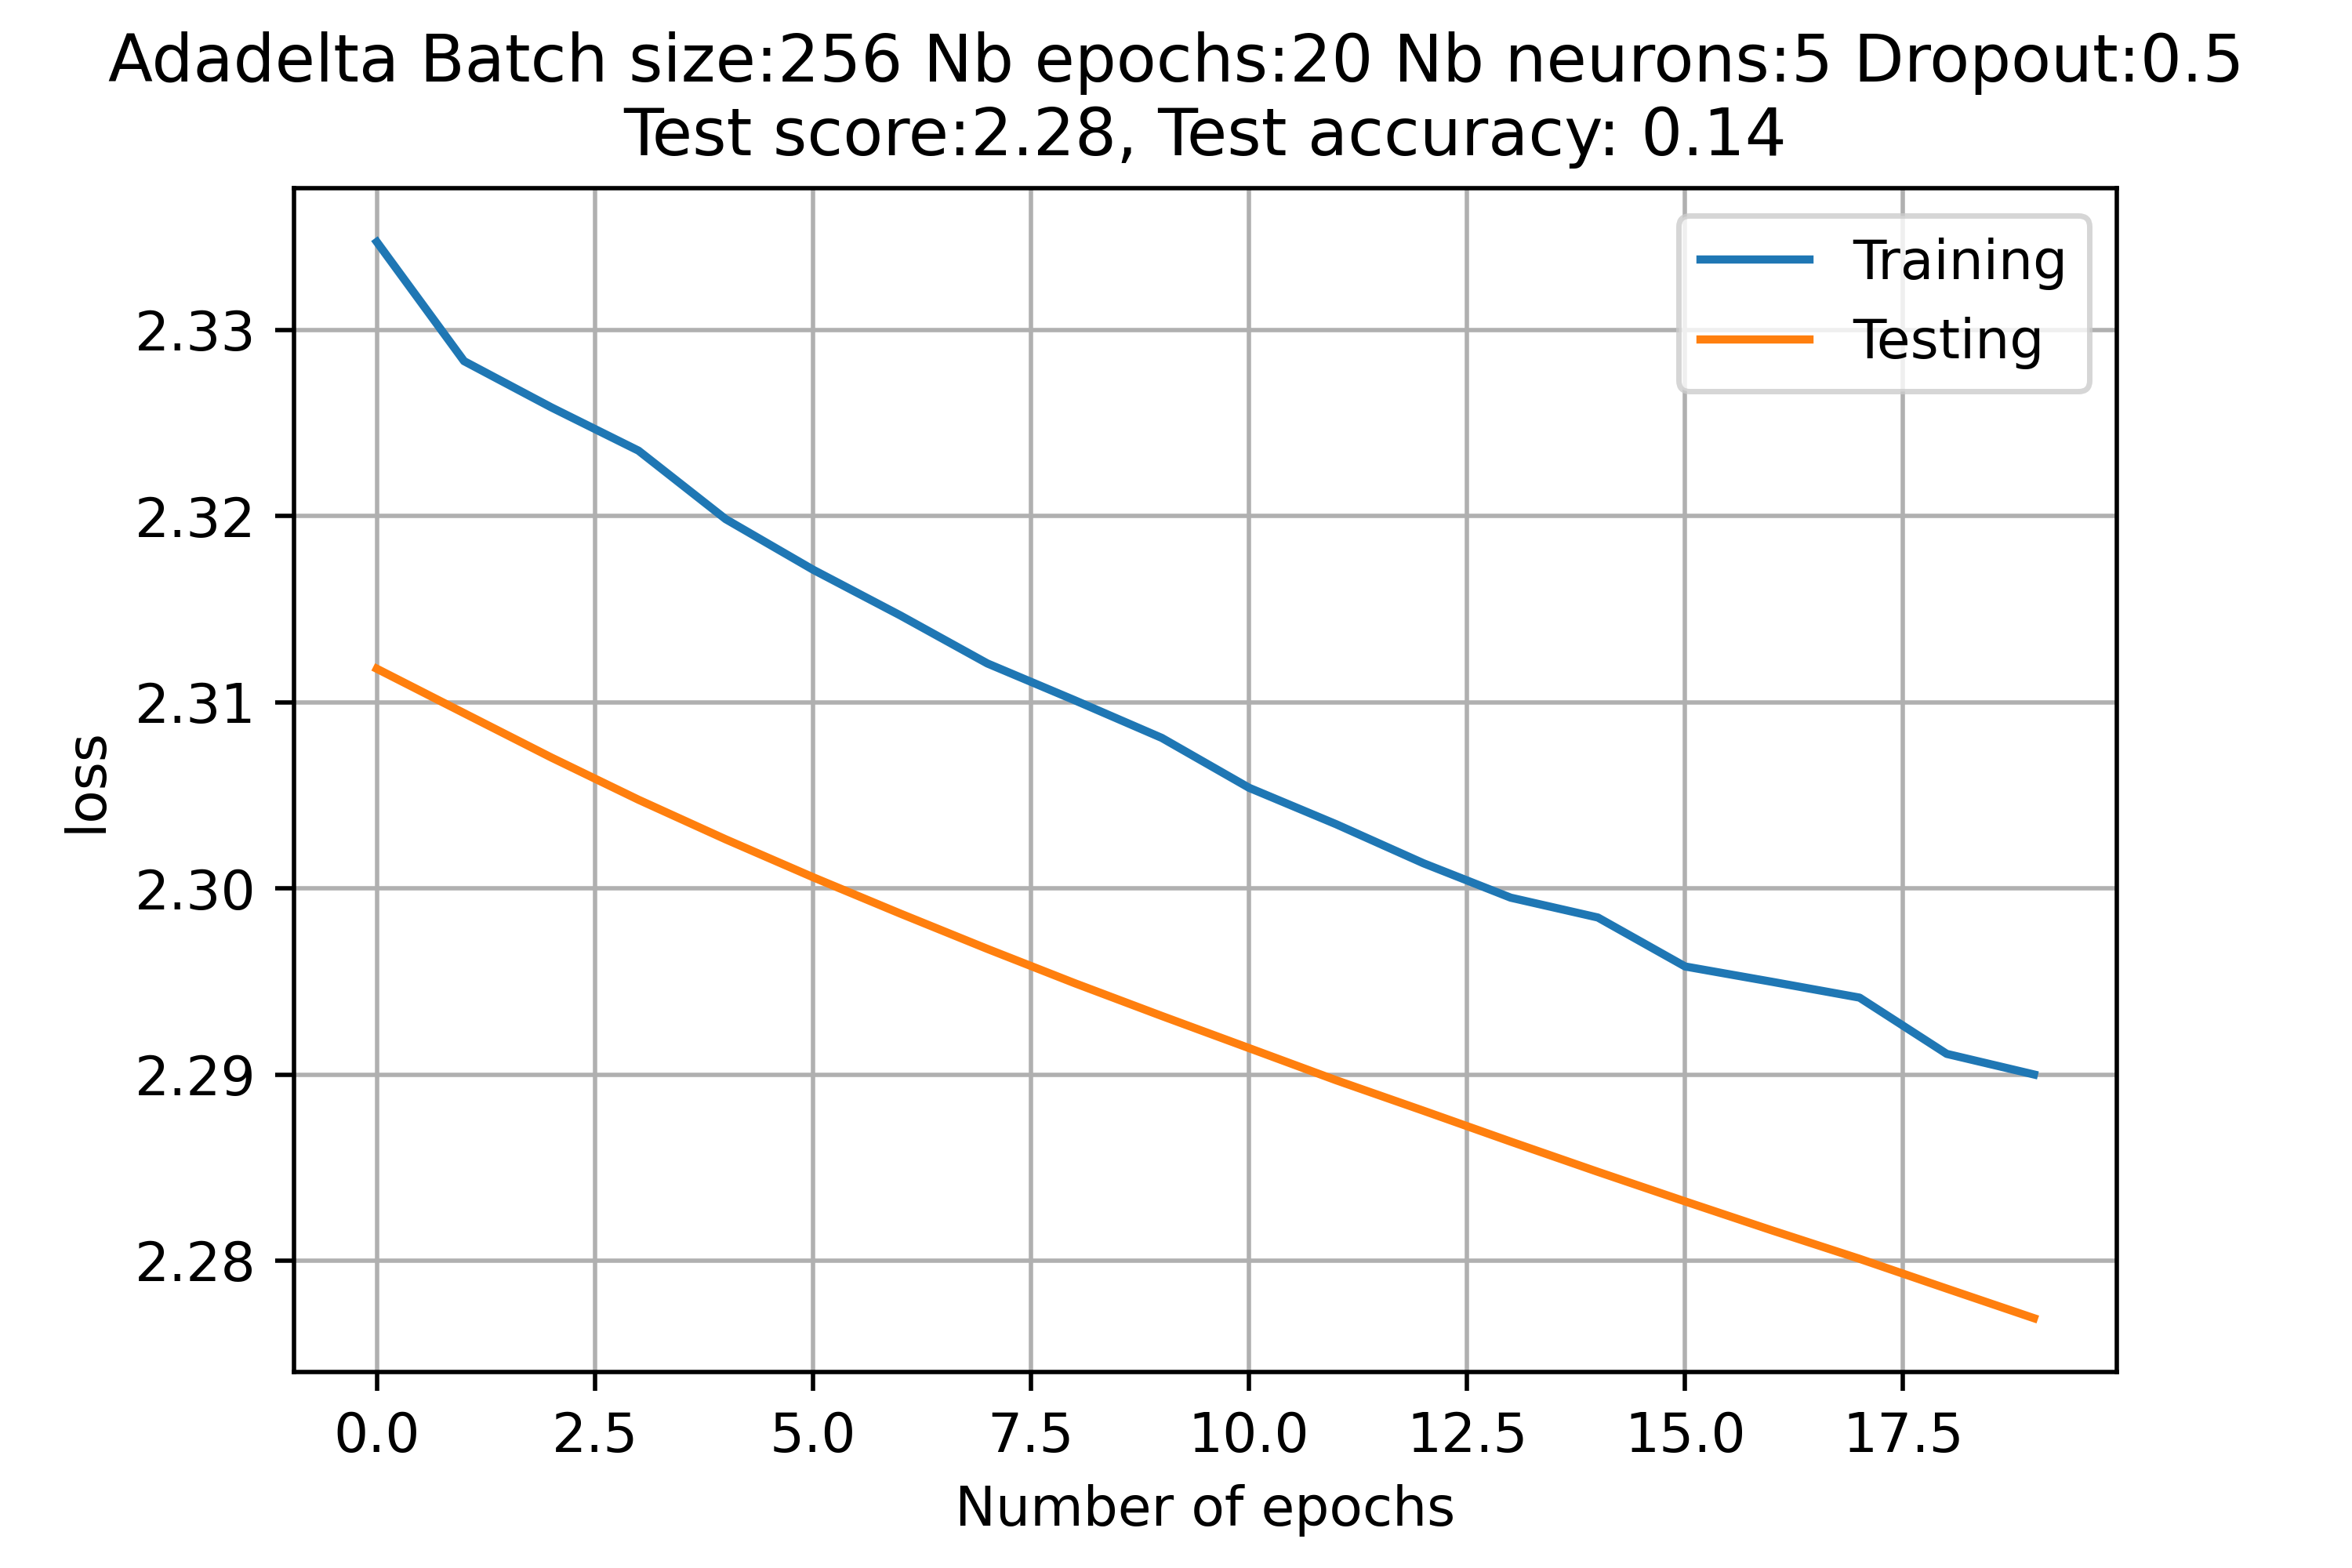 Adadelta Batch size:256 Nb epochs:20 Nb neurons:5 Dropout:0.5
Test score:2.28, Test accuracy: 0.14
Training
Testing
2.33
2.32
2.31
2.30
2.29
2.28
loss
0.0 2.5 5.0 7.5 10.0 12.5 15.0 17.5
Number of epochs